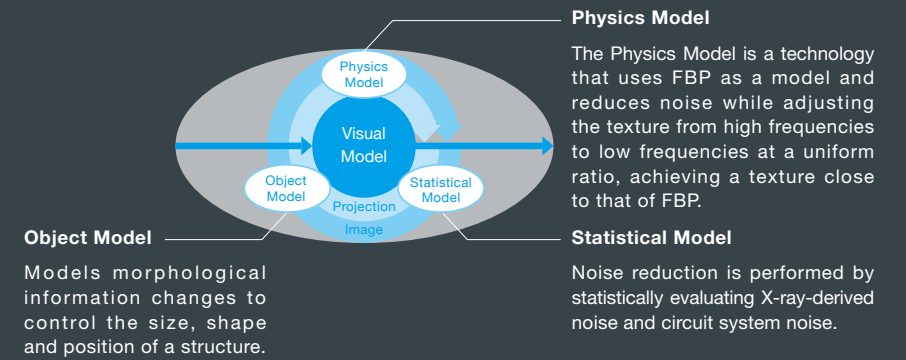 Physics Model
The Physics Model is a technology
that uses FBP as a model and
reduces noise while adjusting
the texture from high frequencies
to low frequencies at a uniform
ratio, achieving a texture close
to that of FBP.
Physics
Model
Visual
Model
Object
Model
Statistical
Model
Projection
Image
Object Model
Models morphological
information changes to
control the size, shape
and position of a structure.
Statistical Model
Noise reduction is performed by
statistically evaluating X-ray-derived
noise and circuit system noise.